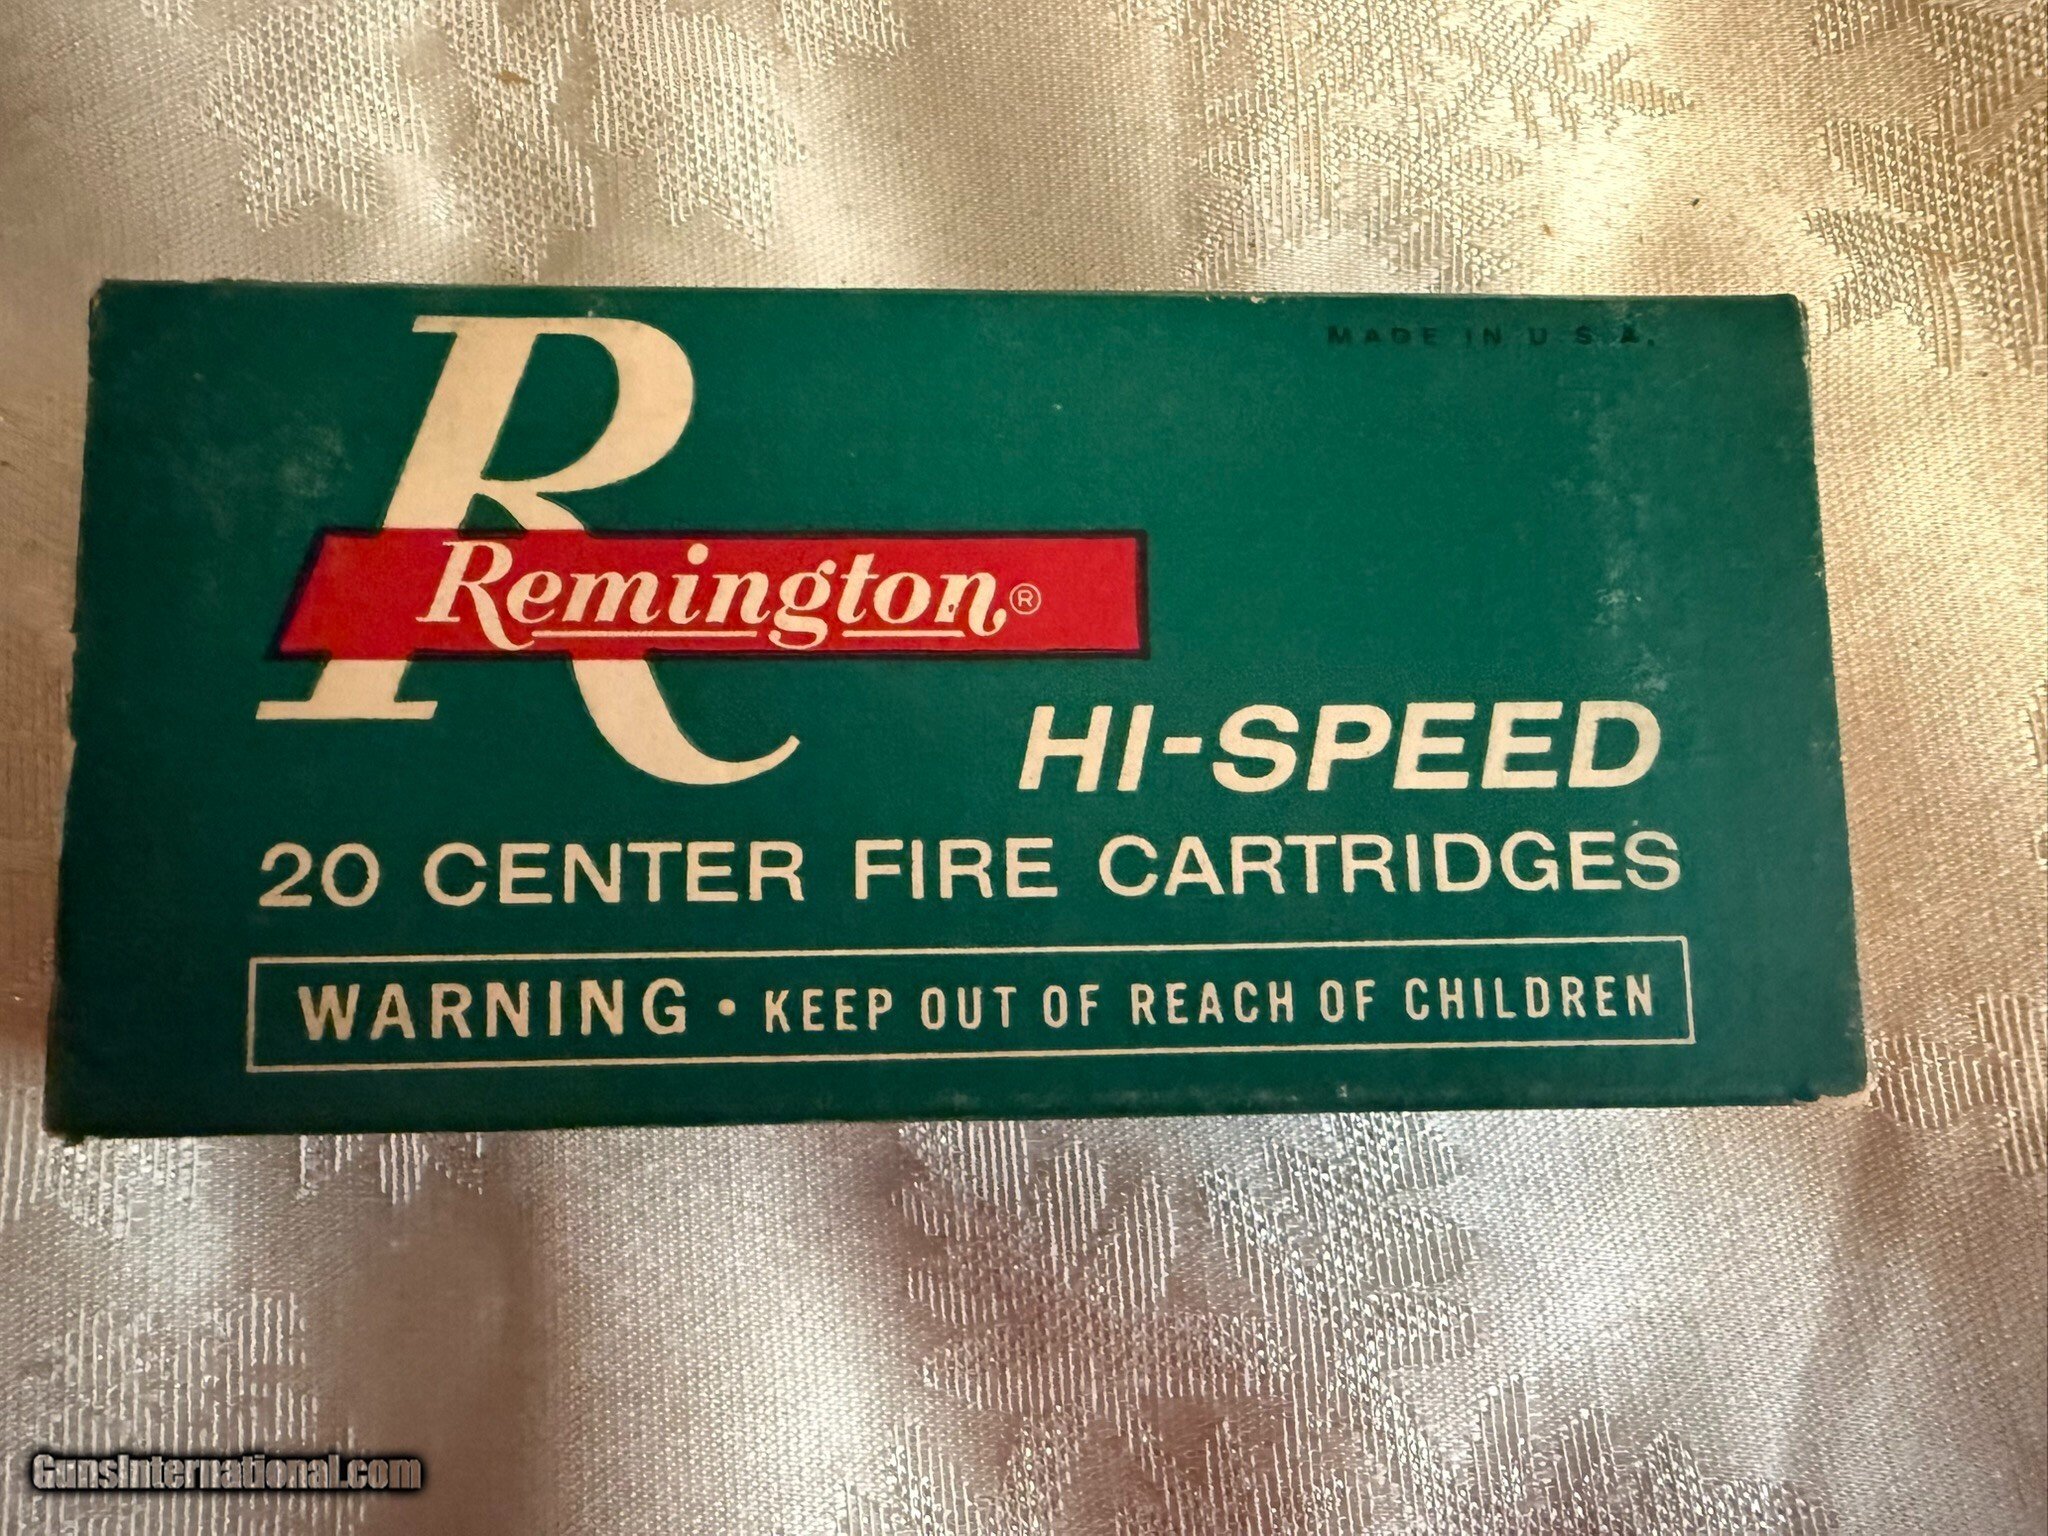 MADE IN U.S.A.
R
Remington®
HI-SPEED
20 CENTER FIRE CARTRIDGES
WARNING • KEEP OUT OF REACH OF CHILDREN
GunsInternational.com